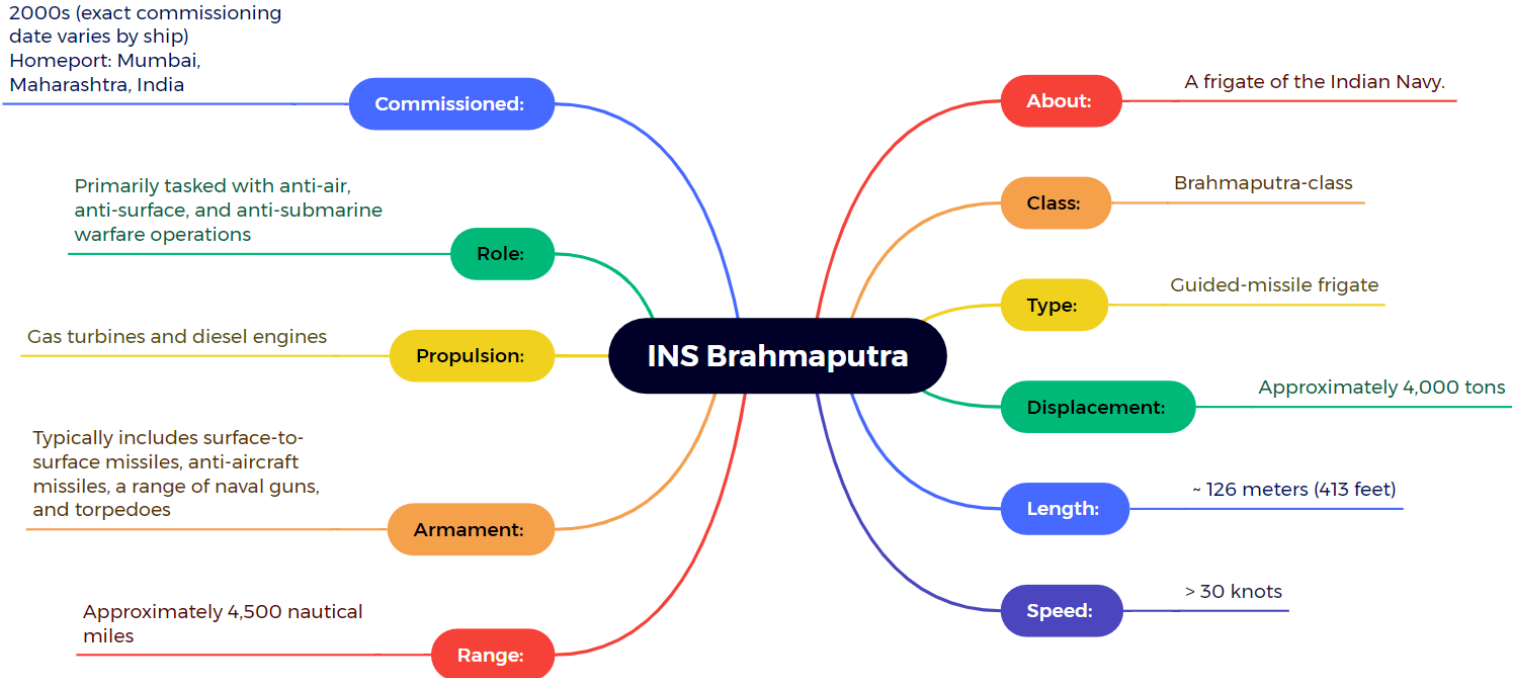 INS Brahmaputra
About:
A frigate of the Indian Navy.
Class:
Brahmaputra-class
Type:
Guided-missile frigate
Displacement:
Approximately 4,000 tons
Length:
~ 126 meters (413 feet)
Speed:
> 30 knots
Commissioned:
2000s (exact commissioning
date varies by ship)
Homeport: Mumbai,
Maharashtra, India
Role:
Primarily tasked with anti-air,
anti-surface, and anti-submarine
warfare operations
Propulsion:
Gas turbines and diesel engines
Armament:
Typically includes surface-to-
surface missiles, anti-aircraft
missiles, a range of naval guns,
and torpedoes
Range:
Approximately 4,500 nautical
miles